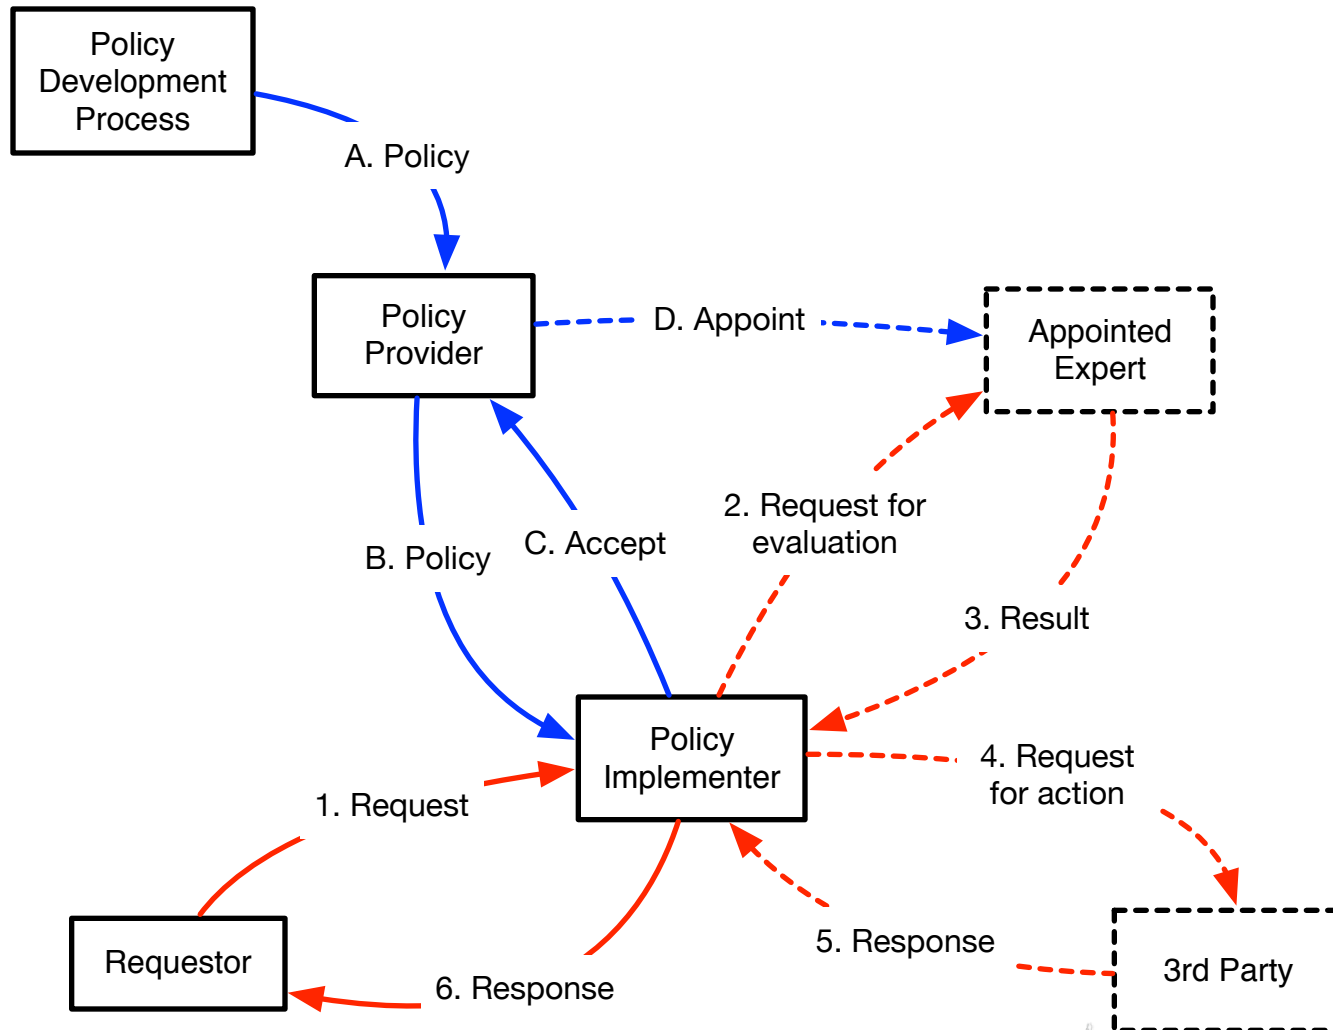 Policy
Development
Process
A. Policy
Policy
Provider
D. Appoint
Appointed
Expert
2. Request for
evaluation
B. Policy
C. Accept
3. Result
Policy
Implementer
4. Request
for action
1. Request
5. Response
Requestor
6. Response
3rd Party